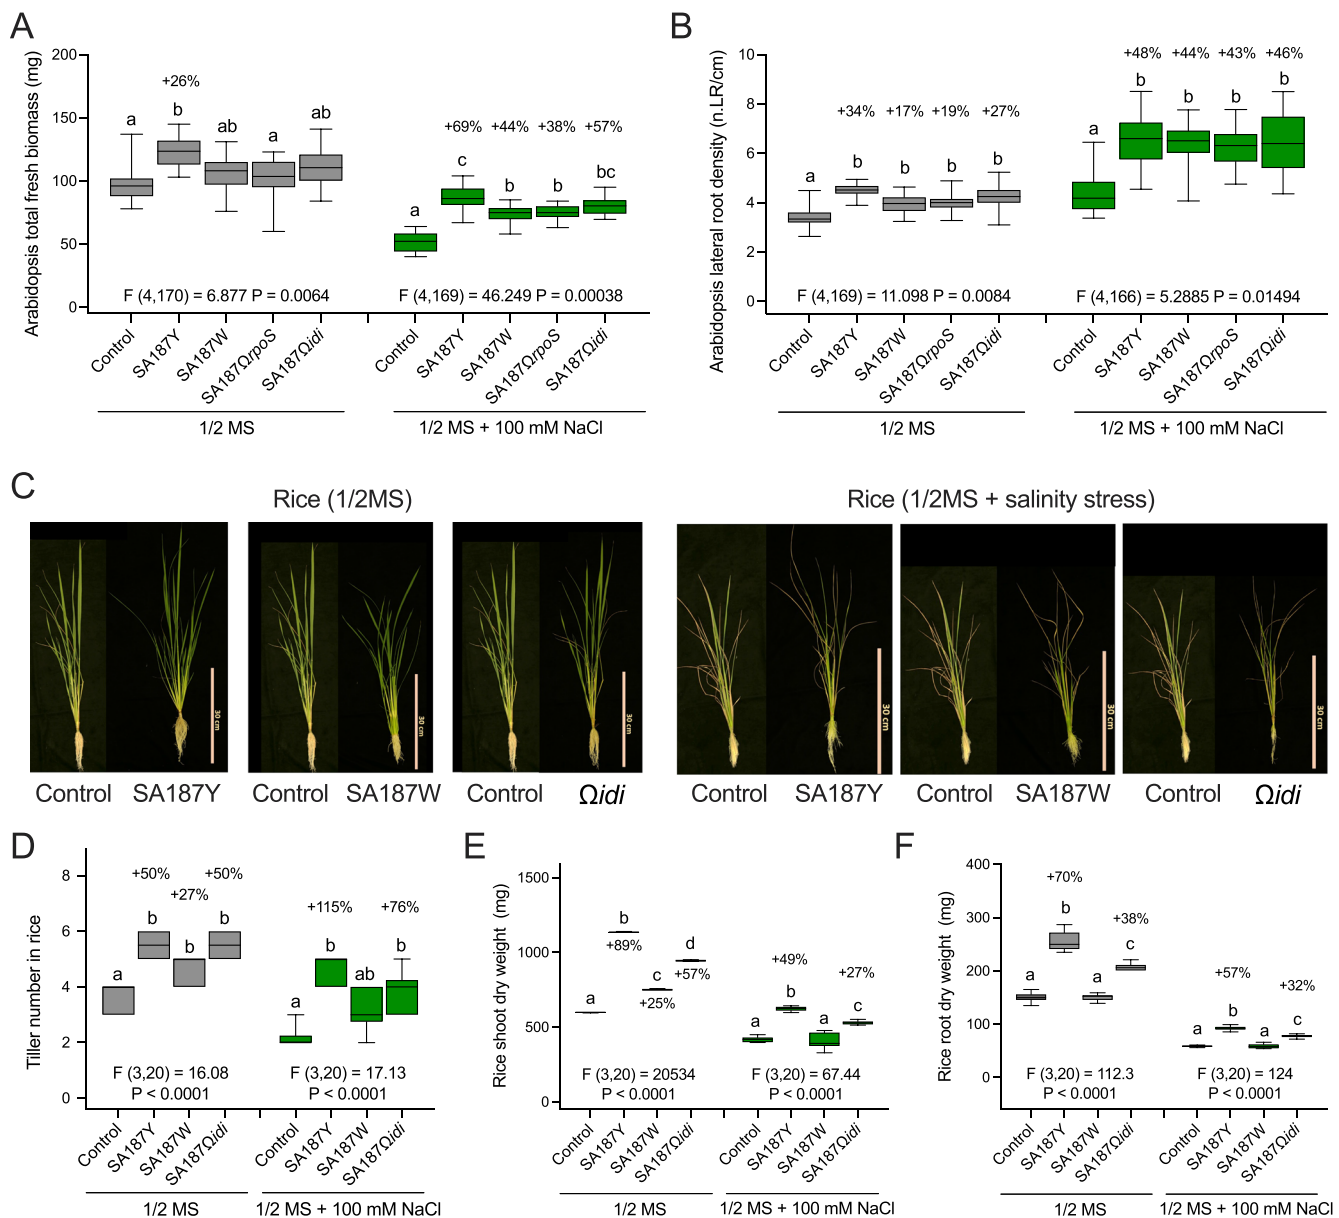 A
Arabidopsis total fresh biomass (mg)
200
150
100
50
0
+26%
a
b
ab
a
ab
+69%
+44%
+38%
+57%
a
c
b
b
bc
F (4,170) = 6.877 P = 0.0064
F (4,169) = 46.249 P = 0.00038
Control
SA187Y
SA187W
SA187ΩrpoS
SA187Ωidi
Control
SA187Y
SA187W
SA187ΩrpoS
SA187Ωidi
1/2 MS
1/2 MS + 100 mM NaCl
B
Arabidopsis lateral root density (n.LR/cm)
10
8
6
4
2
0
+34%
+17%
+19%
+27%
a
b
b
b
b
+48%
+44%
+43%
+46%
a
b
b
b
b
F (4,169) = 11.098 P = 0.0084
F (4,166) = 5.2885 P = 0.01494
Control
SA187Y
SA187W
SA187ΩrpoS
SA187Ωidi
Control
SA187Y
SA187W
SA187ΩrpoS
SA187Ωidi
1/2 MS
1/2 MS + 100 mM NaCl
C
Rice (1/2MS)
Rice (1/2MS + salinity stress)
30 cm
30 cm
30 cm
30 cm
30 cm
30 cm
Control SA187Y
Control SA187W
Control Ωidi
Control SA187Y
Control SA187W
Control Ωidi
D
Tiller number in rice
8
6
4
2
0
+50%
+27%
+50%
a
b
b
b
+115%
+76%
a
b
ab
b
F (3,20) = 16.08
P < 0.0001
F (3,20) = 17.13
P < 0.0001
Control
SA187Y
SA187W
SA187Ωidi
Control
SA187Y
SA187W
SA187Ωidi
1/2 MS
1/2 MS + 100 mM NaCl
E
Rice shoot dry weight (mg)
1500
1000
500
0
a
b
+89%
c
+25%
d
+57%
+49%
+27%
a
b
a
c
F (3,20) = 20534
P < 0.0001
F (3,20) = 67.44
P < 0.0001
Control
SA187Y
SA187W
SA187Ωidi
Control
SA187Y
SA187W
SA187Ωidi
1/2 MS
1/2 MS + 100 mM NaCl
F
Rice root dry weight (mg)
400
300
200
100
0
+70%
+38%
a
b
a
c
+57%
+32%
a
b
a
c
F (3,20) = 112.3
P < 0.0001
F (3,20) = 124
P < 0.0001
Control
SA187Y
SA187W
SA187Ωidi
Control
SA187Y
SA187W
SA187Ωidi
1/2 MS
1/2 MS + 100 mM NaCl